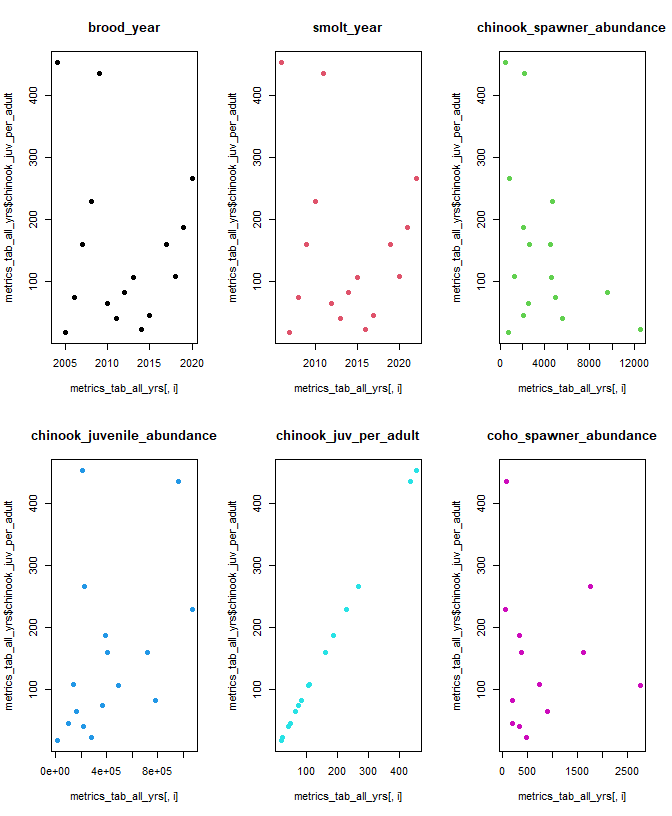 brood_year
smolt_year
chinook_spawner_abundance
metrics_tab_all_yrs$chinook_juv_per_adult
100 200 300 400
2005 2010 2015 2020
metrics_tab_all_yrs[, i]
metrics_tab_all_yrs$chinook_juv_per_adult
100 200 300 400
2010 2015 2020
metrics_tab_all_yrs[, i]
metrics_tab_all_yrs$chinook_juv_per_adult
100 200 300 400
0 4000 8000 12000
metrics_tab_all_yrs[, i]
chinook_juvenile_abundance
chinook_juv_per_adult
coho_spawner_abundance
metrics_tab_all_yrs$chinook_juv_per_adult
100 200 300 400
0e+00 4e+05 8e+05
metrics_tab_all_yrs[, i]
metrics_tab_all_yrs$chinook_juv_per_adult
100 200 300 400
100 200 300 400
metrics_tab_all_yrs[, i]
metrics_tab_all_yrs$chinook_juv_per_adult
100 200 300 400
0 500 1500 2500
metrics_tab_all_yrs[, i]